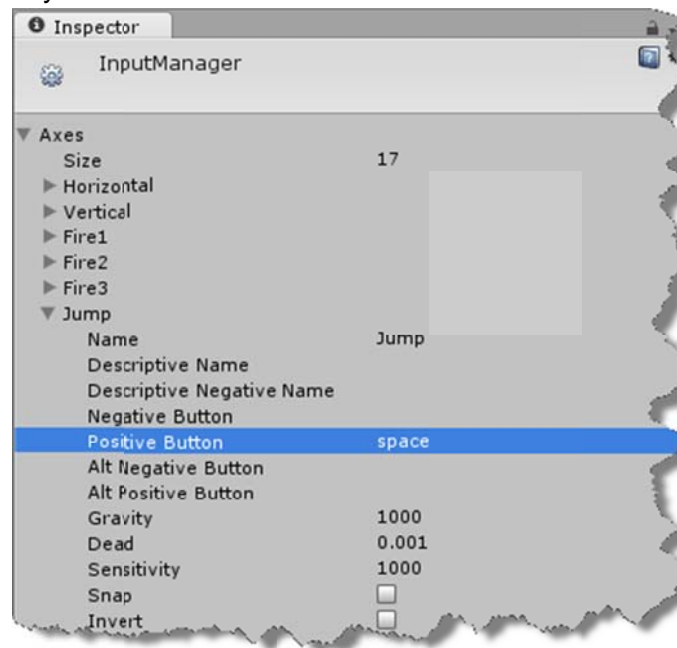 Inspector
InputManager
Axes
Size 17
Horizontal
Vertical
Fire1
Fire2
Fire3
Jump
Name Jump
Descriptive Name
Descriptive Negative Name
Negative Button
Positive Button space
Alt Negative Button
Alt Positive Button
Gravity 1000
Dead 0.001
Sensitivity 1000
Snap
Invert